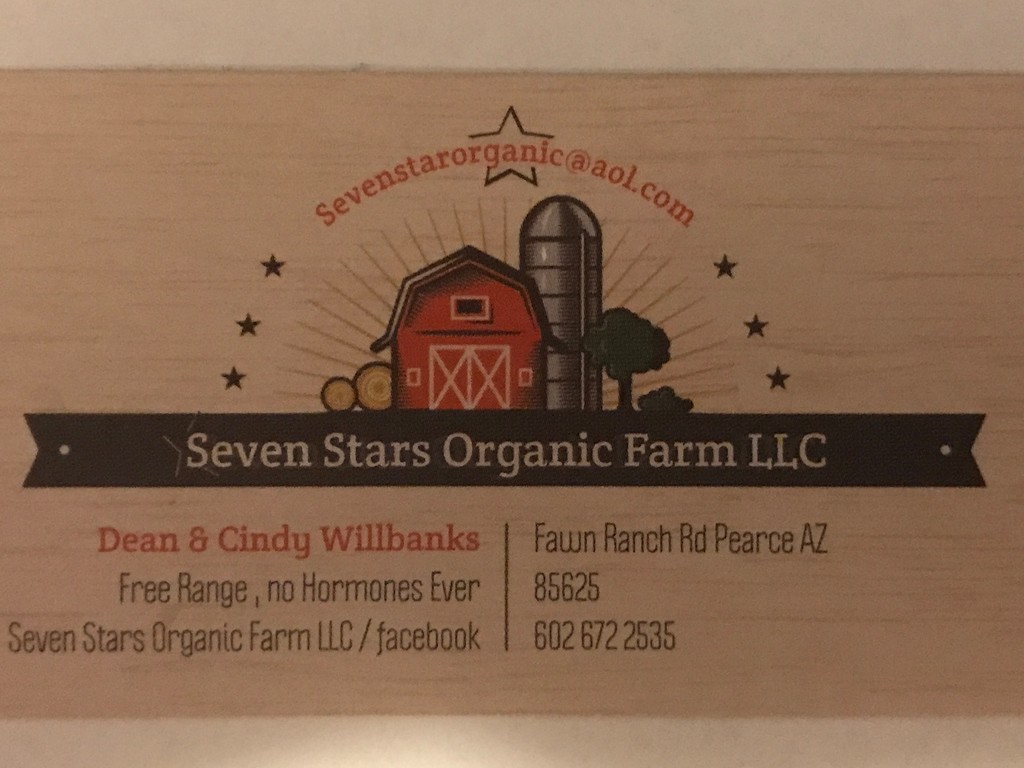 Sevenstarorganic@aol.com
Seven Stars Organic Farm LLC
Dean & Cindy Willbanks
Free Range , no Hormones Ever
Seven Stars Organic Farm LLC / facebook
Fawn Ranch Rd Pearce AZ
85625
602 672 2535